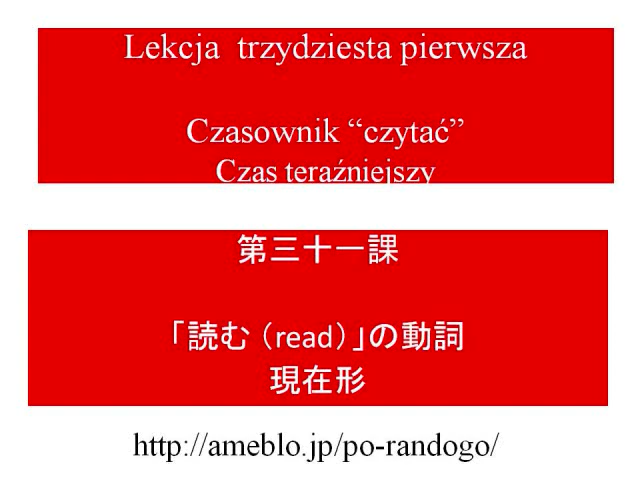 Lekcja trzydziesta pierwsza
Czasownik “czytać”
Czas teraźniejszy
第三十一課
「読む（read）」の動詞
現在形
http://ameblo.jp/po-randogo/